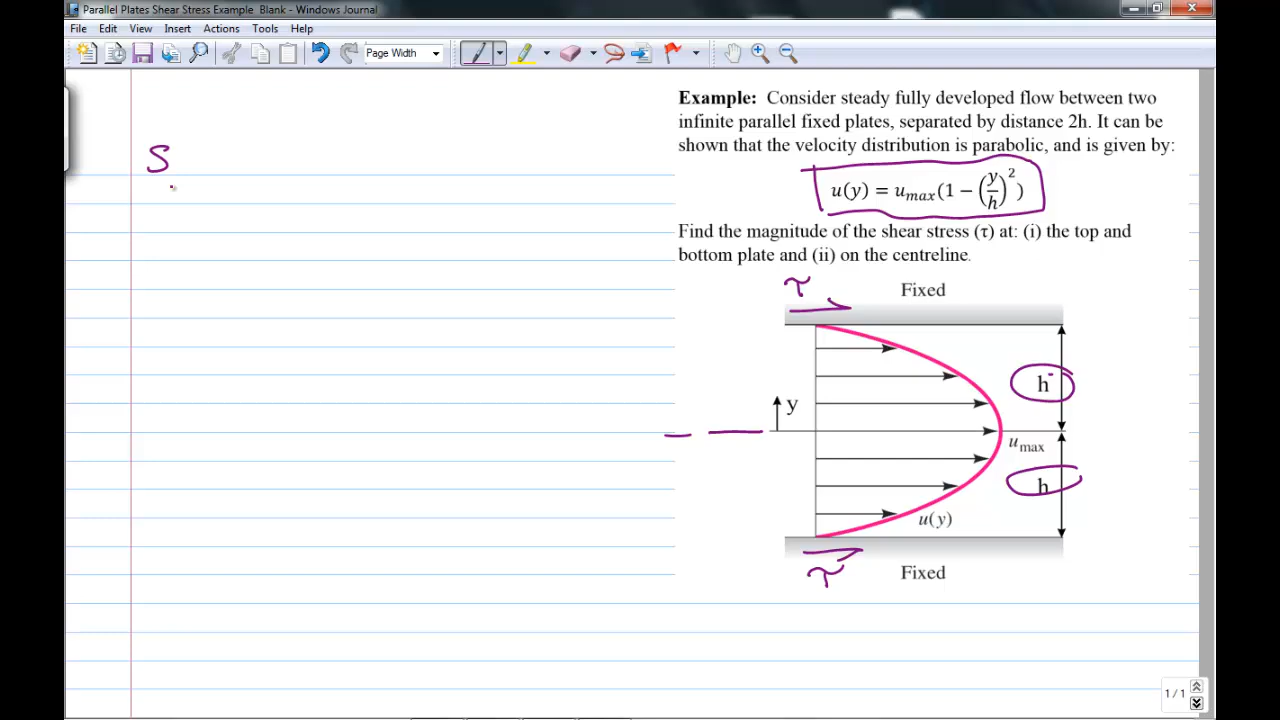 Parallel Plates Shear Stress Example Blank - Windows Journal
File Edit View Insert Actions Tools Help
Page Width
Example: Consider steady fully developed flow between two
infinite parallel fixed plates, separated by distance 2h. It can be
shown that the velocity distribution is parabolic, and is given by:
S
u(y) = u_max(1 − (y/h)^2)
Find the magnitude of the shear stress (τ) at: (i) the top and
bottom plate and (ii) on the centreline.
τ
Fixed
h
y
u_max
h
u(y)
τ
Fixed
1 / 1